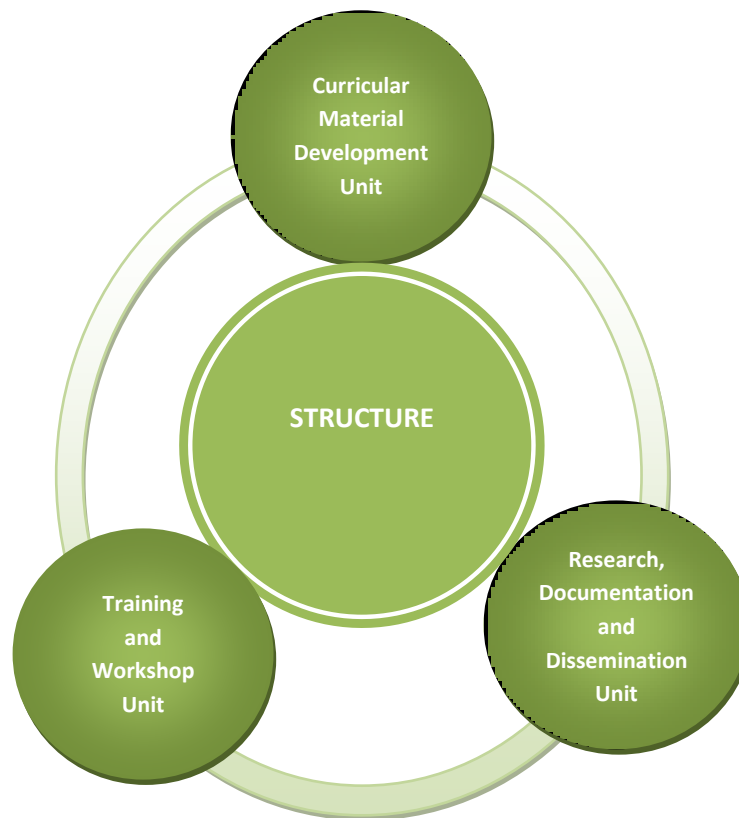 Curricular
Material
Development
Unit
STRUCTURE
Research,
Documentation
and
Dissemination
Unit
Training
and
Workshop
Unit